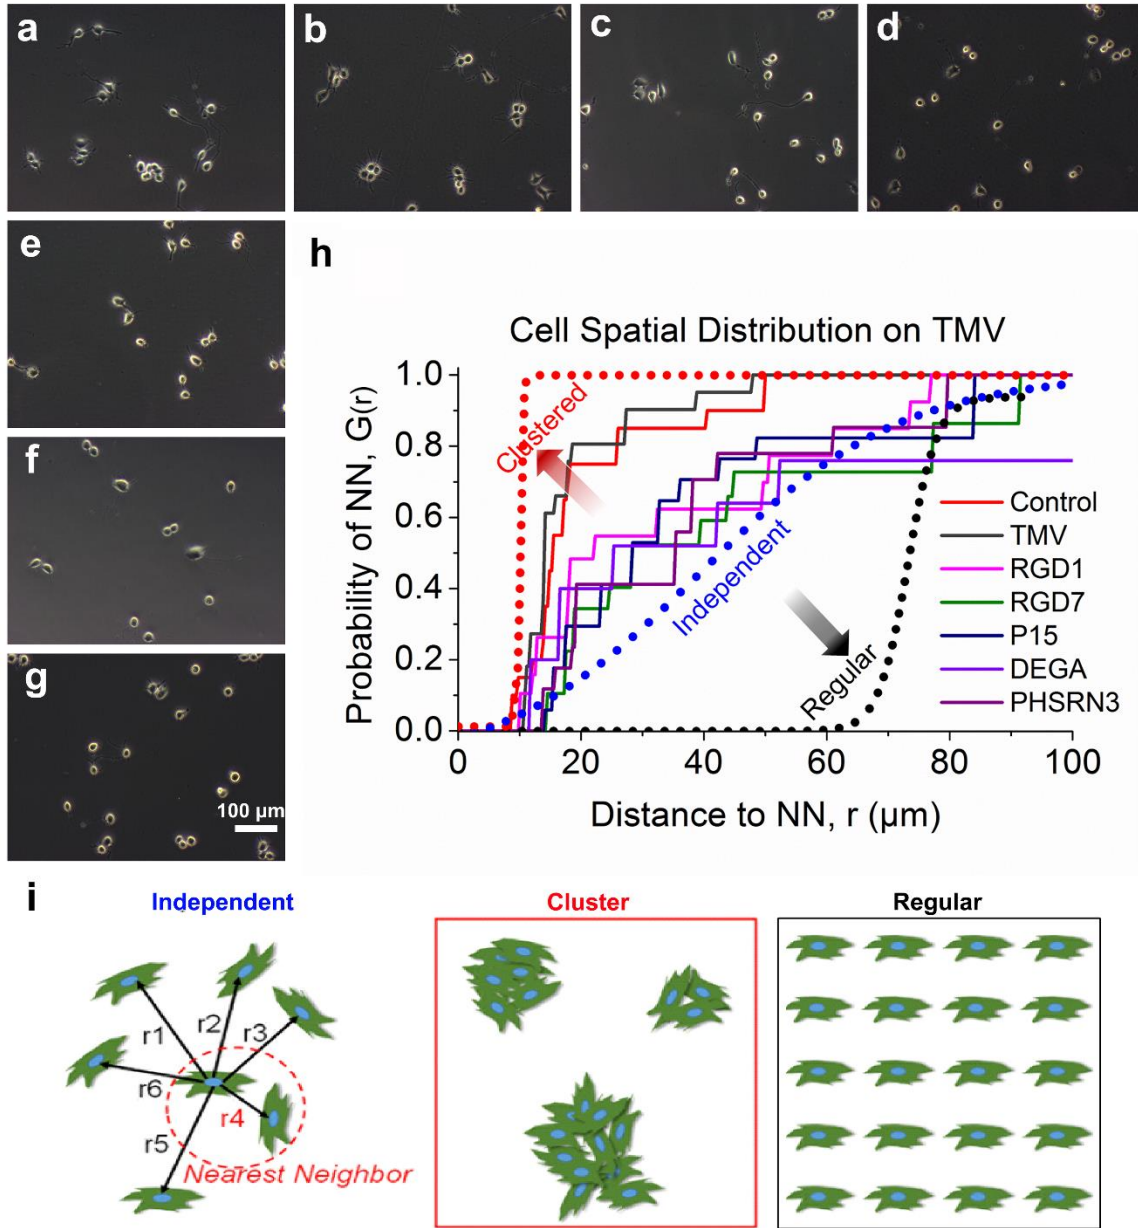 a
b
c
d
e
f
g
100 µm
h
Cell Spatial Distribution on TMV
Probability of NN, G(r)
1.0
0.8
0.6
0.4
0.2
0.0
0
20
40
60
80
100
Distance to NN, r (µm)
Clustered
Independent
Regular
Control
TMV
RGD1
RGD7
P15
DEGA
PHSRN3
i
Independent
Cluster
Regular
r1
r2
r3
r6
r4
r5
Nearest Neighbor